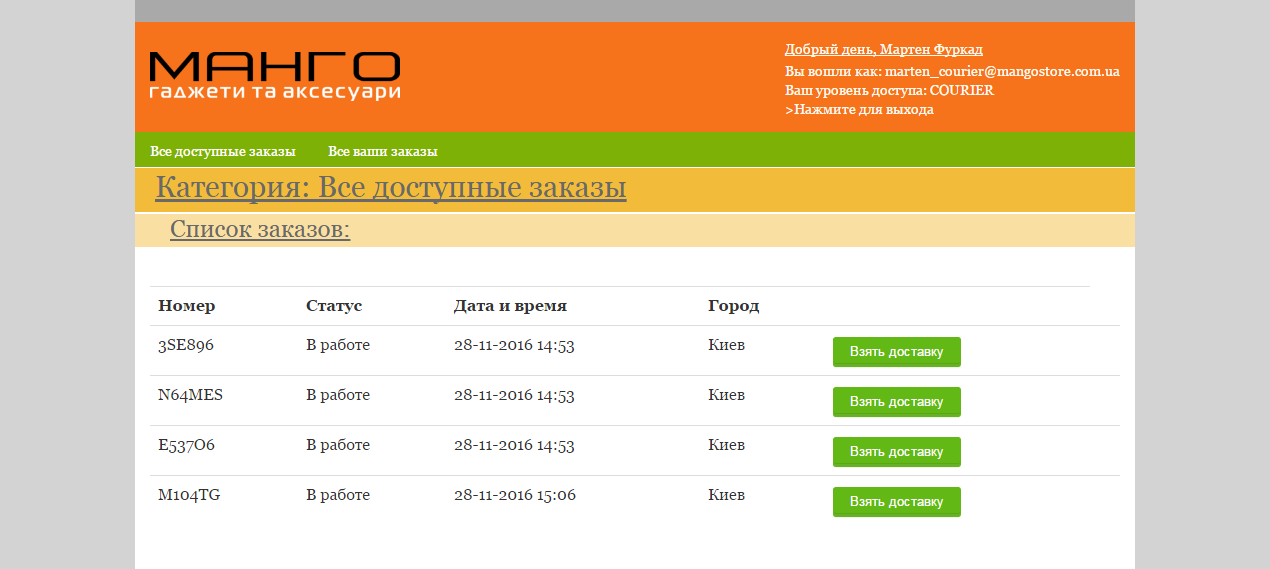 МАНГО
гаджети та аксесуари
Добрый день, Мартен Фуркад
Вы вошли как: marten_courier@mangostore.com.ua
Ваш уровень доступа: COURIER
>Нажмите для выхода
Все доступные заказы Все ваши заказы
Категория: Все доступные заказы
Список заказов:
Номер Статус Дата и время Город
3SE896 В работе 28-11-2016 14:53 Киев Взять доставку
N64MES В работе 28-11-2016 14:53 Киев Взять доставку
E537O6 В работе 28-11-2016 14:53 Киев Взять доставку
M104TG В работе 28-11-2016 15:06 Киев Взять доставку